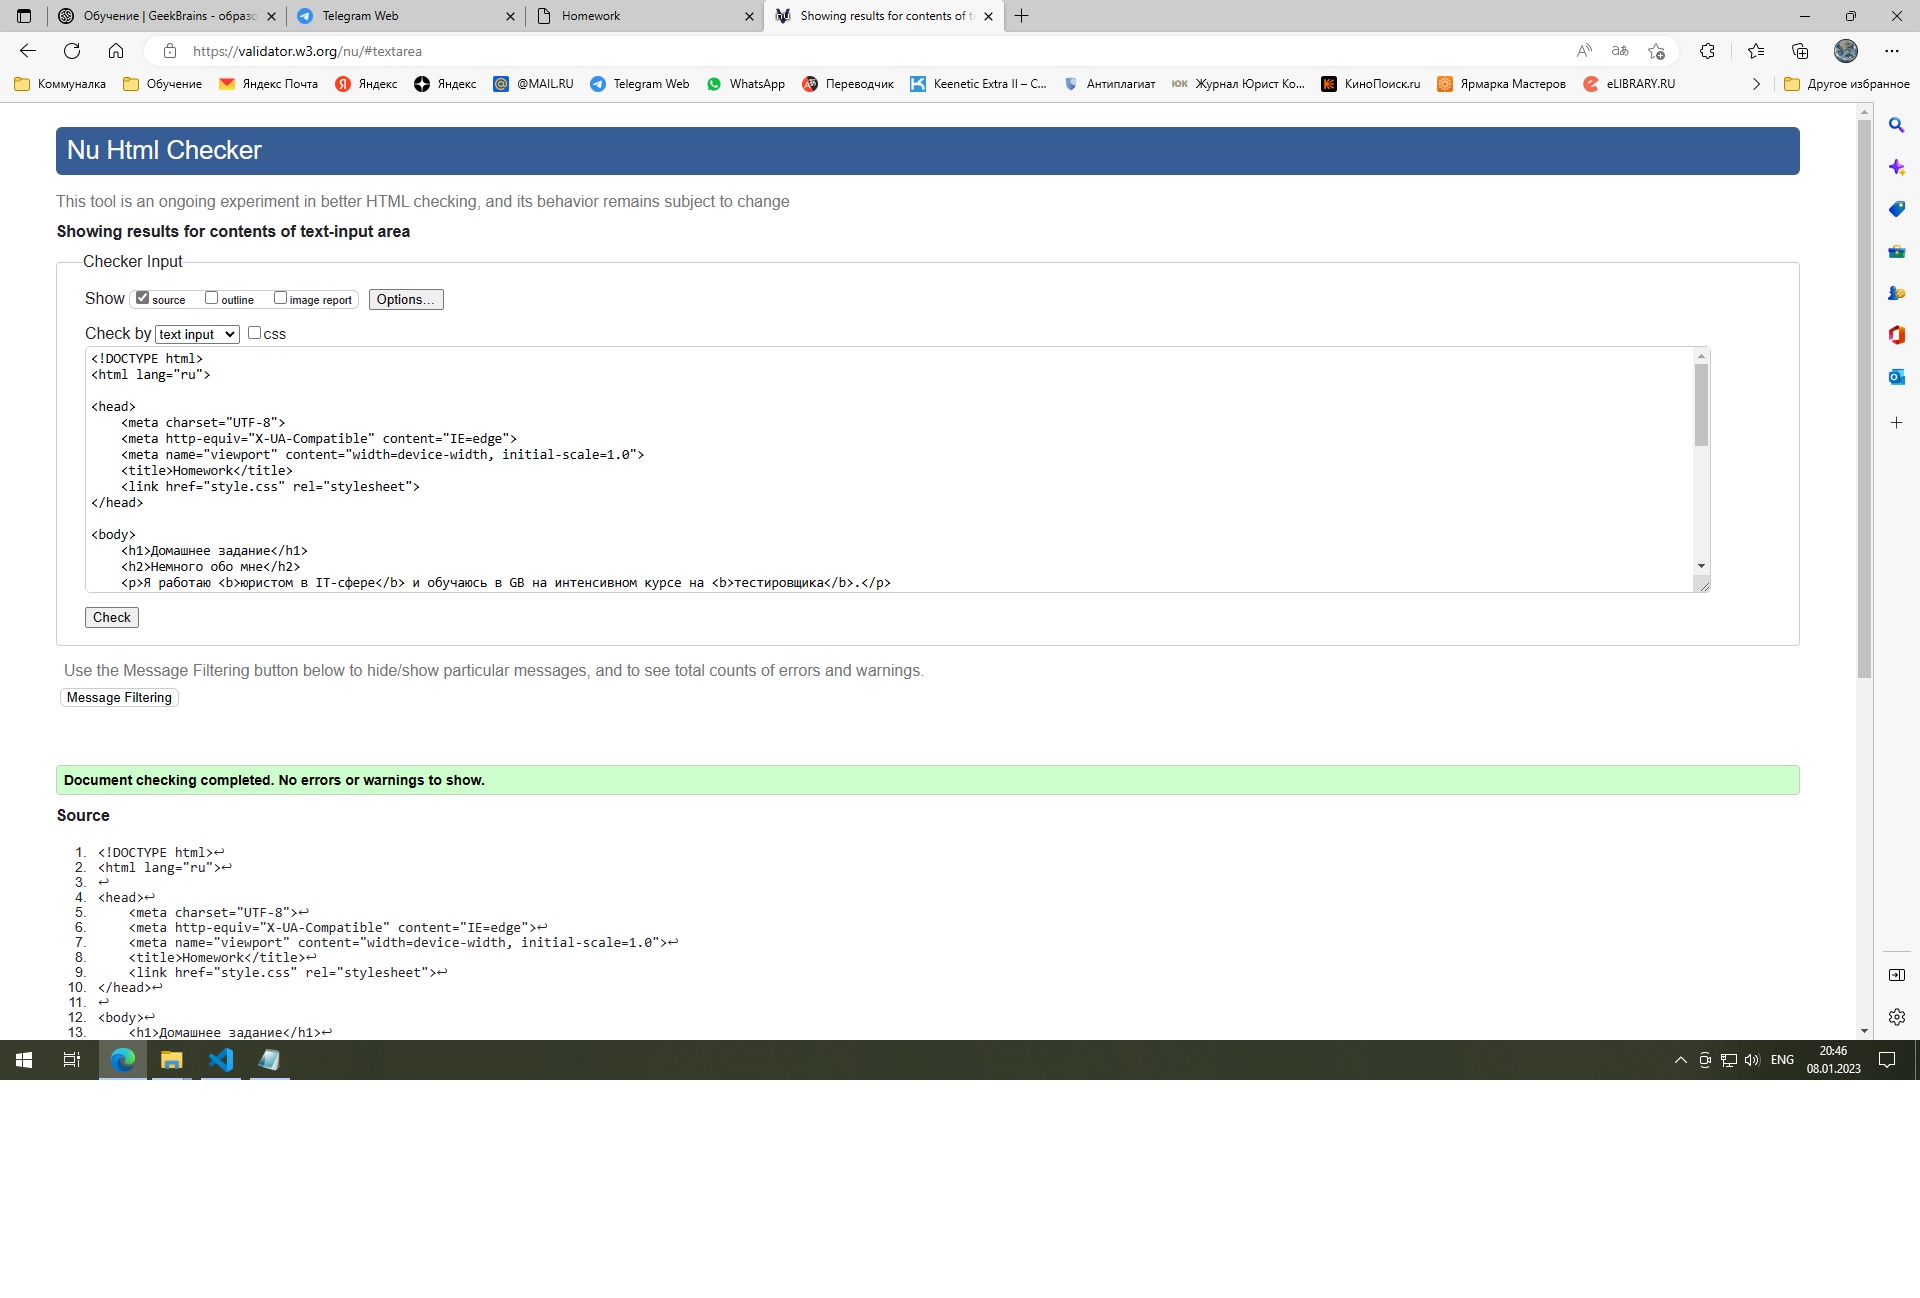 Обучение | GeekBrains - образо
Telegram Web
Homework
Showing results for contents of t
https://validator.w3.org/nu/#textarea
Коммуналка
Обучение
Яндекс Почта
Яндекс
Яндекс
@MAIL.RU
Telegram Web
WhatsApp
Переводчик
Keenetic Extra II – C...
Антиплагиат
Журнал Юрист Ко...
КиноПоиск.ru
Ярмарка Мастеров
eLIBRARY.RU
Другое избранное
Nu Html Checker
This tool is an ongoing experiment in better HTML checking, and its behavior remains subject to change
Showing results for contents of text-input area
Checker Input
Show source outline image report Options...
Check by text input css
<!DOCTYPE html>
<html lang="ru">
<head>
<meta charset="UTF-8">
<meta http-equiv="X-UA-Compatible" content="IE=edge">
<meta name="viewport" content="width=device-width, initial-scale=1.0">
<title>Homework</title>
<link href="style.css" rel="stylesheet">
</head>
<body>
<h1>Домашнее задание</h1>
<h2>Немного обо мне</h2>
<p>Я работаю <b>юристом в IT-сфере</b> и обучаюсь в GB на интенсивном курсе на <b>тестировщика</b>.</p>
Check
Use the Message Filtering button below to hide/show particular messages, and to see total counts of errors and warnings.
Message Filtering
Document checking completed. No errors or warnings to show.
Source
1. <!DOCTYPE html>↩
2. <html lang="ru">↩
3. ↩
4. <head>↩
5. <meta charset="UTF-8">↩
6. <meta http-equiv="X-UA-Compatible" content="IE=edge">↩
7. <meta name="viewport" content="width=device-width, initial-scale=1.0">↩
8. <title>Homework</title>↩
9. <link href="style.css" rel="stylesheet">↩
10. </head>↩
11. ↩
12. <body>↩
13. <h1>Домашнее задание</h1>↩
ENG
20:46
08.01.2023